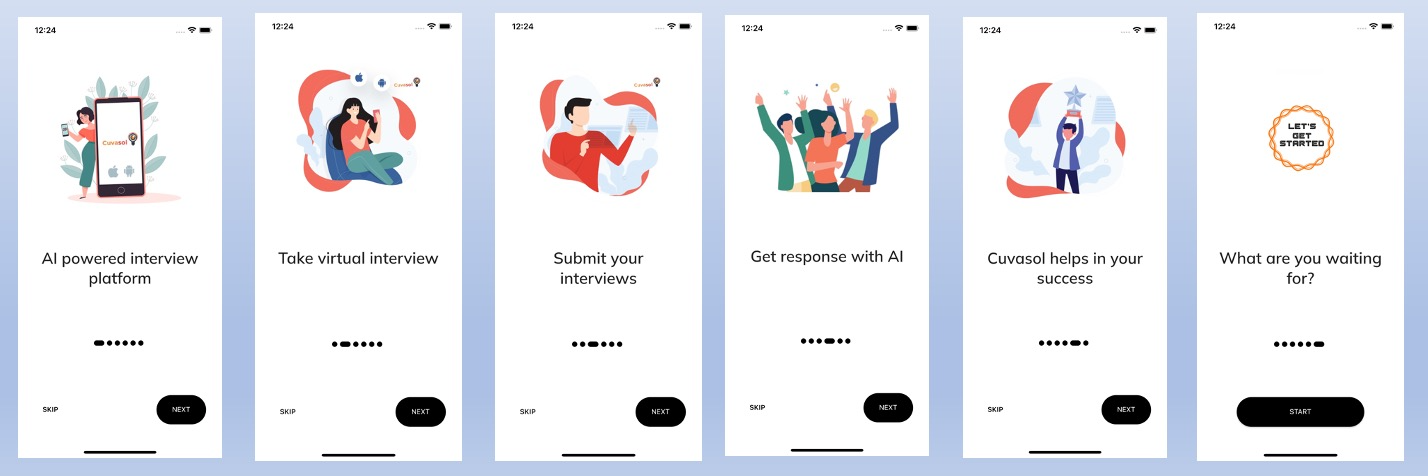 12:24
Cuvasol
AI powered interview
platform
SKIP
NEXT
12:24
Cuvasol
Take virtual interview
SKIP
NEXT
12:24
Cuvasol
Submit your
interviews
SKIP
NEXT
12:24
Get response with AI
SKIP
NEXT
12:24
Cuvasol helps in your
success
SKIP
NEXT
12:24
LET'S
GET
STARTED
What are you waiting
for?
START